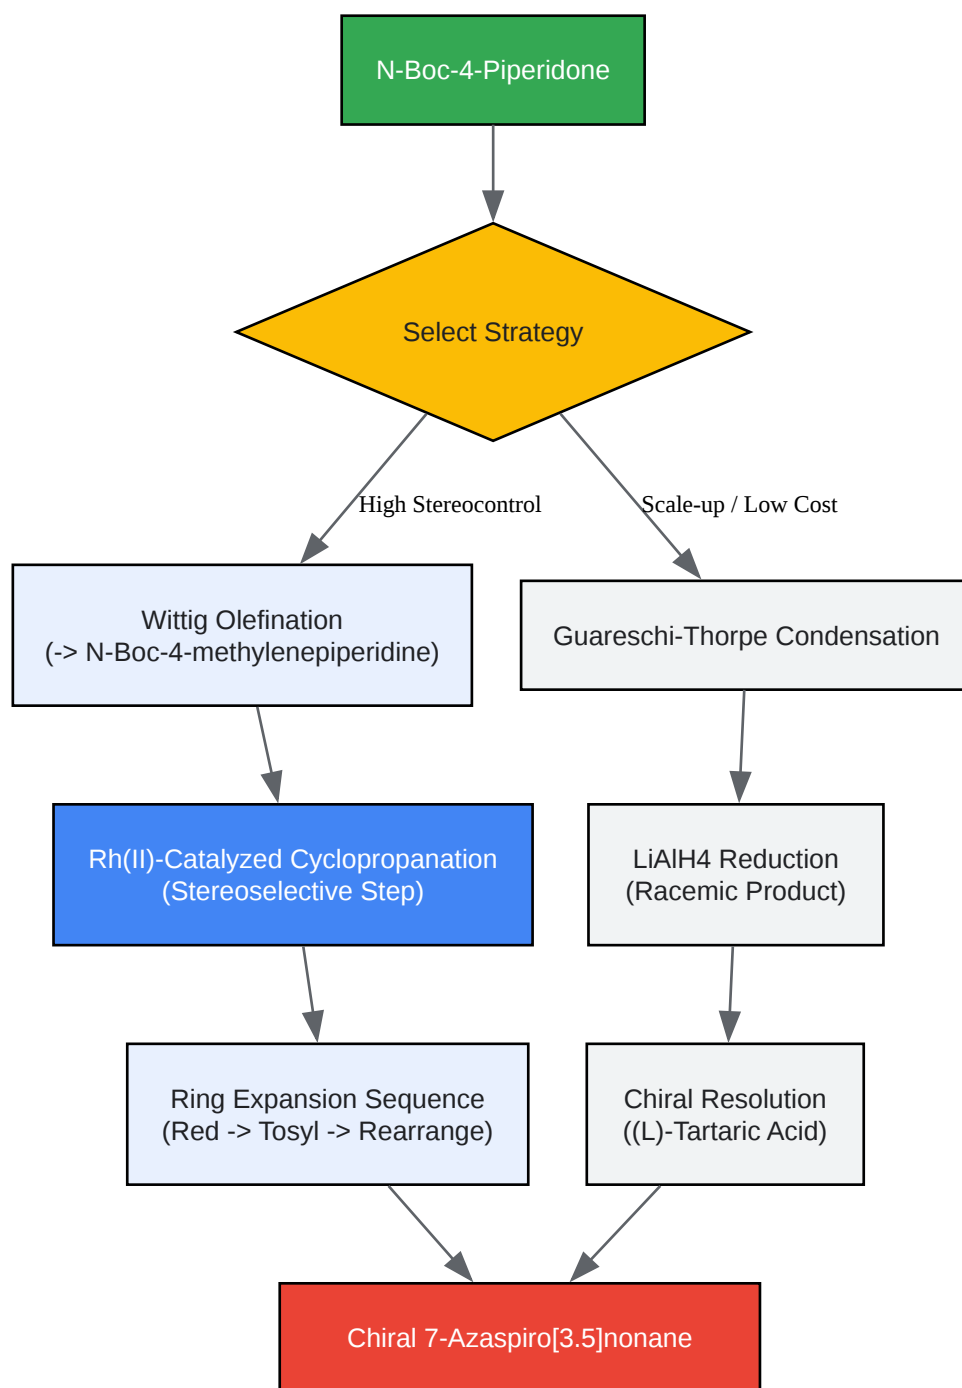 N-Boc-4-Piperidone
Select Strategy
High Stereocontrol
Scale-up / Low Cost
Wittig Olefination
(-> N-Boc-4-methylenepiperidine)
Guareschi-Thorpe Condensation
Rh(II)-Catalyzed Cyclopropanation
(Stereoselective Step)
LiAlH4 Reduction
(Racemic Product)
Ring Expansion Sequence
(Red -> Tosyl -> Rearrange)
Chiral Resolution
((L)-Tartaric Acid)
Chiral 7-Azaspiro[3.5]nonane